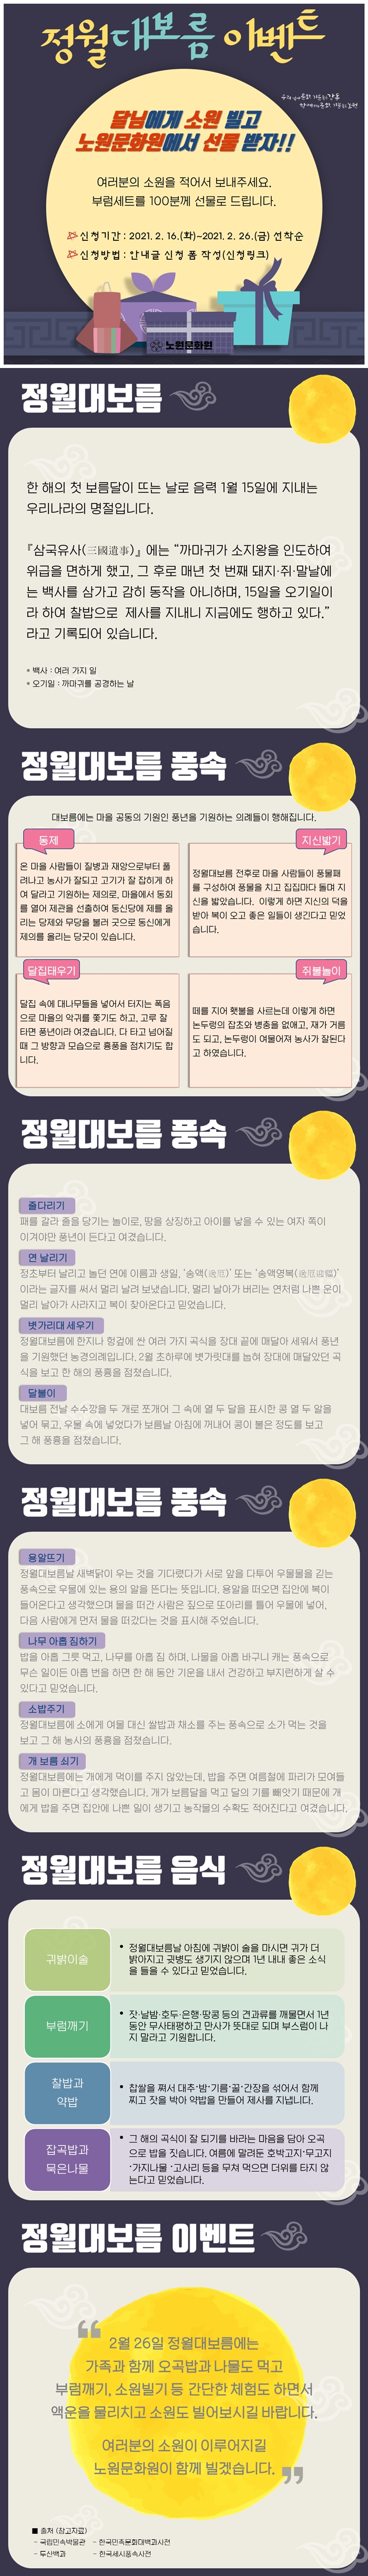 정월대보름 이벤트
달님에게 소원 빌고
노원문화원에서 선물 받자!!
여러분의 소원을 적어서 보내주세요.
부럼세트를 100분께 선물로 드립니다.
신청기간 : 2021. 2. 16.(화)~2021. 2. 26.(금) 선착순
신청방법 : 안내글 신청 폼 작성(신청링크)
노원문화원
정월대보름
한 해의 첫 보름달이 뜨는 날로 음력 1월 15일에 지내는
우리나라의 명절입니다.
『삼국유사(三國遺事)』 에는 “까마귀가 소지왕을 인도하여
위급을 면하게 했고, 그 후로 매년 첫 번째 돼지·쥐·말날에
는 백사를 삼가고 감히 동작을 아니하며, 15일을 오기일이
라 하여 찰밥으로 제사를 지내니 지금에도 행하고 있다.”
라고 기록되어 있습니다.
* 백사 : 여러 가지 일
* 오기일 : 까마귀를 공경하는 날
정월대보름 풍속
대보름에는 마을 공동의 기원인 풍년을 기원하는 의례들이 행해집니다.
동제
온 마을 사람들이 질병과 재앙으로부터 풀
려나고 농사가 잘되고 고기가 잘 잡히게 하
여 달라고 기원하는 제의로, 마을에서 동회
를 열어 제관을 선출하여 동신당에 제를 올
리는 당제와 무당을 불러 굿으로 동신에게
제의를 올리는 당굿이 있습니다.
지신밟기
정월대보름 전후로 마을 사람들이 풍물패
를 구성하여 풍물을 치고 집집마다 돌며 지
신을 밟았습니다. 이렇게 하면 지신의 덕을
받아 복이 오고 좋은 일들이 생긴다고 믿었
습니다.
달집태우기
달집 속에 대나무들을 넣어서 터지는 폭음
으로 마을의 악귀를 쫓기도 하고, 고루 잘
타면 풍년이라 여겼습니다. 다 타고 넘어질
때 그 방향과 모습으로 흉풍을 점치기도 합
니다.
쥐불놀이
떼를 지어 횃불을 사르는데 이렇게 하면
논두렁의 잡초와 병충을 없애고, 재가 거름
도 되고, 논두렁이 여물어져 농사가 잘된다
고 하였습니다.
정월대보름 풍속
줄다리기
패를 갈라 줄을 당기는 놀이로, 땅을 상징하고 아이를 낳을 수 있는 여자 쪽이
이겨야만 풍년이 든다고 여겼습니다.
연 날리기
정초부터 날리고 놀던 연에 이름과 생일, ‘송액(送厄)’ 또는 ‘송액영복(送厄迎福)’
이라는 글자를 써서 멀리 날려 보냈습니다. 멀리 날아가 버리는 연처럼 나쁜 운이
멀리 날아가 사라지고 복이 찾아온다고 믿었습니다.
볏가리대 세우기
정월대보름에 한지나 헝겊에 싼 여러 가지 곡식을 장대 끝에 매달아 세워서 풍년
을 기원했던 농경의례입니다. 2월 초하루에 볏가릿대를 눕혀 장대에 매달았던 곡
식을 보고 한 해의 풍흉을 점쳤습니다.
달불이
대보름 전날 수수깡을 두 개로 쪼개어 그 속에 열 두 달을 표시한 콩 열 두 알을
넣어 묶고, 우물 속에 넣었다가 보름날 아침에 꺼내어 콩이 불은 정도를 보고
그 해 풍흉을 점쳤습니다.
정월대보름 풍속
용알뜨기
정월대보름날 새벽닭이 우는 것을 기다렸다가 서로 앞을 다투어 우물물을 긷는
풍속으로 우물에 있는 용의 알을 뜬다는 뜻입니다. 용알을 떠오면 집안에 복이
들어온다고 생각했으며 물을 떠간 사람은 짚으로 또아리를 틀어 우물에 넣어,
다음 사람에게 먼저 물을 떠갔다는 것을 표시해 주었습니다.
나무 아홉 짐하기
밥을 아홉 그릇 먹고, 나무를 아홉 짐 하며, 나물을 아홉 바구니 캐는 풍속으로
무슨 일이든 아홉 번을 하면 한 해 동안 기운을 내서 건강하고 부지런하게 살 수
있다고 믿었습니다.
소밥주기
정월대보름에 소에게 여물 대신 쌀밥과 채소를 주는 풍속으로 소가 먹는 것을
보고 그 해 농사의 풍흉을 점쳤습니다.
개 보름 쇠기
정월대보름에는 개에게 먹이를 주지 않았는데, 밥을 주면 여름철에 파리가 모여들
고 몸이 마른다고 생각했습니다. 개가 보름달을 먹고 달의 기를 빼앗기 때문에 개
에게 밥을 주면 집안에 나쁜 일이 생기고 농작물의 수확도 적어진다고 여겼습니다.
정월대보름 음식
귀밝이술
• 정월대보름날 아침에 귀밝이 술을 마시면 귀가 더
밝아지고 귓병도 생기지 않으며 1년 내내 좋은 소식
을 들을 수 있다고 믿었습니다.
부럼깨기
• 잣·날밤·호두·은행·땅콩 등의 견과류를 깨물면서 1년
동안 무사태평하고 만사가 뜻대로 되며 부스럼이 나
지 말라고 기원합니다.
찰밥과
약밥
• 찹쌀을 쪄서 대추·밤·기름·꿀·간장을 섞어서 함께
찌고 잣을 박아 약밥을 만들어 제사를 지냅니다.
잡곡밥과
묵은나물
• 그 해의 곡식이 잘 되기를 바라는 마음을 담아 오곡
으로 밥을 짓습니다. 여름에 말려둔 호박고지·무고지
·가지나물 ·고사리 등을 무쳐 먹으면 더위를 타지 않
는다고 믿었습니다.
정월대보름 이벤트
“ 2월 26일 정월대보름에는
가족과 함께 오곡밥과 나물도 먹고
부럼깨기, 소원빌기 등 간단한 체험도 하면서
액운을 물리치고 소원도 빌어보시길 바랍니다.
여러분의 소원이 이루어지길
노원문화원이 함께 빌겠습니다. ”
■ 출처 (참고자료)
- 국립민속박물관 - 한국민족문화대백과사전
- 두산백과 - 한국세시풍속사전